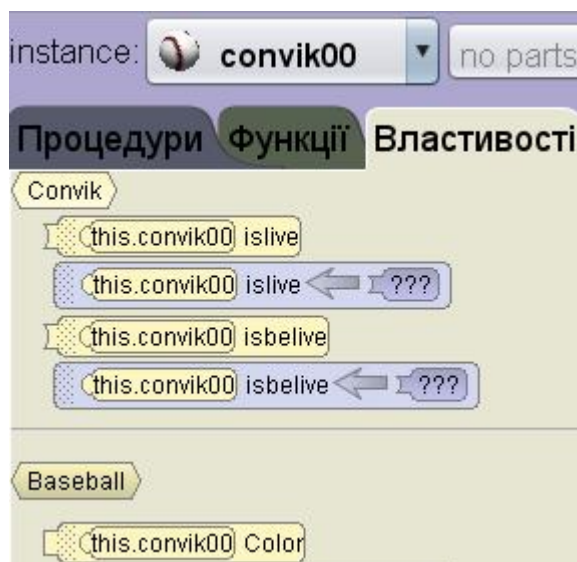 instance: convik00 no parts
Процедури Функції Властивості
Convik
this.convik00 islive
this.convik00 islive ???
this.convik00 isbelive
this.convik00 isbelive ???
Baseball
this.convik00 Color